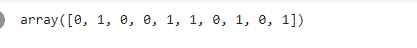 array([0, 1, 0, 0, 1, 1, 0, 1, 0, 1])